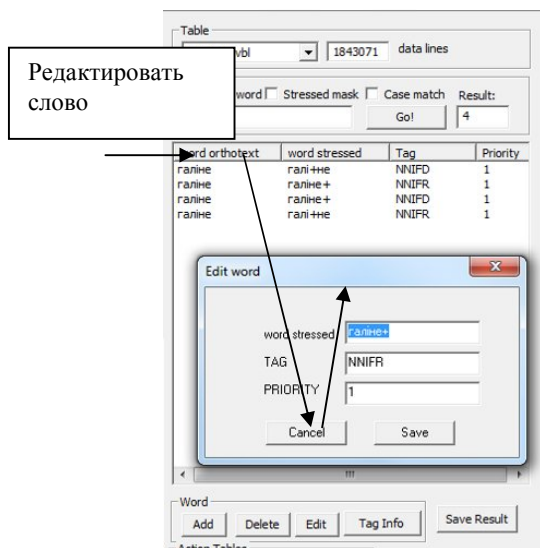 Table
vbl 1843071 data lines
Редактировать
слово
word Stressed mask Case match Result:
Go! 4
word orthotext word stressed Tag Priority
галіне галі+не NNIFD 1
галіне галіне+ NNIFR 1
галіне галіне+ NNIFD 1
галіне галі+не NNIFR 1
Edit word
word stressed галіне+
TAG NNIFR
PRIORITY 1
Cancel Save
Word
Add Delete Edit Tag Info Save Result
Action Tables